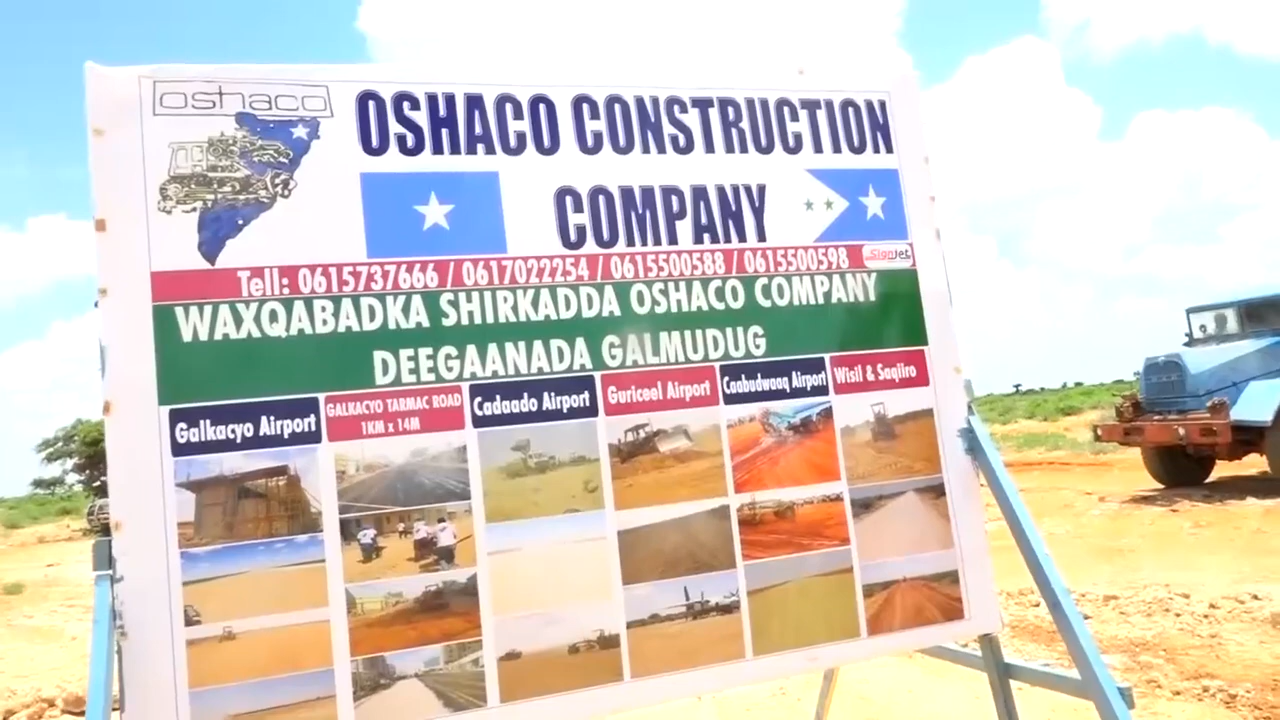 oshaco
OSHACO CONSTRUCTION
COMPANY
Tell: 0615737666 / 0617022254 / 0615500588 / 0615500598
SignJet
WAXQABADKA SHIRKADDA OSHACO COMPANY
DEEGAANADA GALMUDUG
Galkacyo Airport
GALKACYO TARMAC ROAD
1KM x 14M
Cadaado Airport
Guriceel Airport
Caabudwaaq Airport
Wisil & Saqiiro